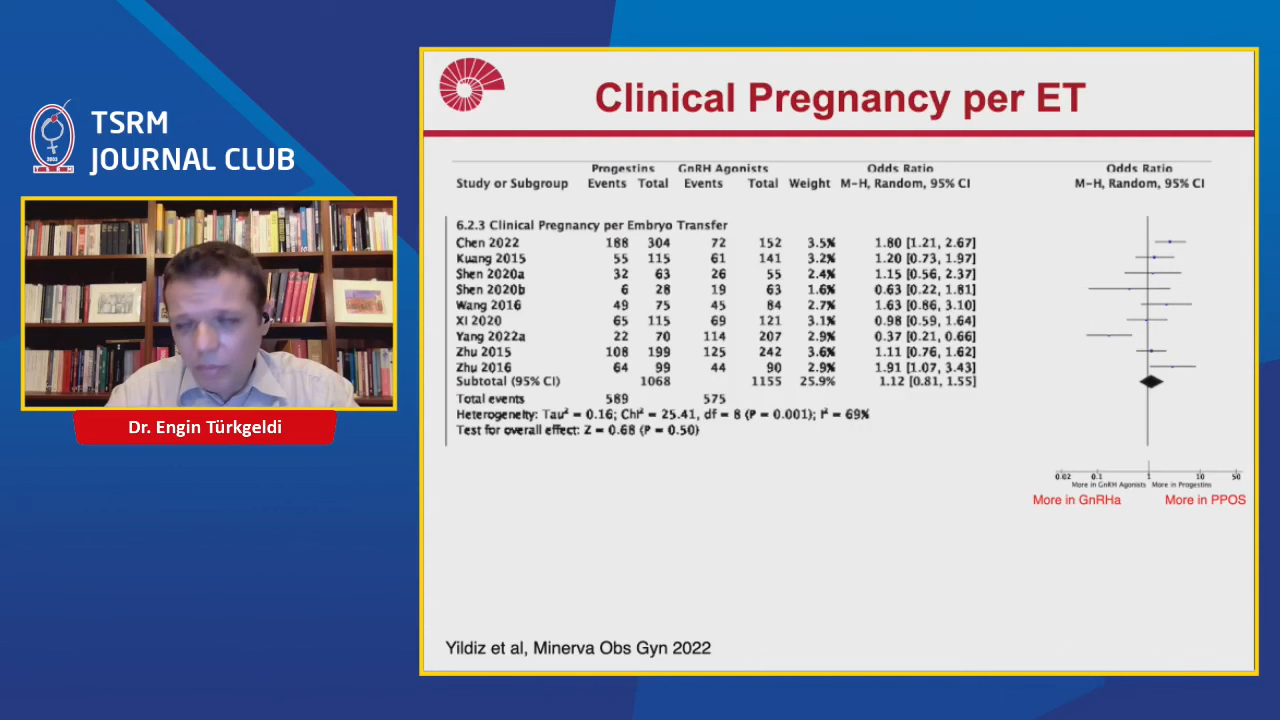 TSRM
JOURNAL CLUB
2003
T S R M
Dr. Engin Türkgeldi
Clinical Pregnancy per ET
Progestins GnRH Agonists Odds Ratio Odds Ratio
Study or Subgroup Events Total Events Total Weight M-H, Random, 95% CI M-H, Random, 95% CI
6.2.3 Clinical Pregnancy per Embryo Transfer
Chen 2022 188 304 72 152 3.5% 1.80 [1.21, 2.67]
Kuang 2015 55 115 61 141 3.2% 1.20 [0.73, 1.97]
Shen 2020a 32 63 26 55 2.4% 1.15 [0.56, 2.37]
Shen 2020b 6 28 19 63 1.6% 0.63 [0.22, 1.81]
Wang 2016 49 75 45 84 2.7% 1.63 [0.86, 3.10]
XI 2020 65 115 69 121 3.1% 0.98 [0.59, 1.64]
Yang 2022a 22 70 114 207 2.9% 0.37 [0.21, 0.66]
Zhu 2015 108 199 125 242 3.6% 1.11 [0.76, 1.62]
Zhu 2016 64 99 44 90 2.9% 1.91 [1.07, 3.43]
Subtotal (95% CI) 1068 1155 25.9% 1.12 [0.81, 1.55]
Total events 589 575
Heterogeneity: Tau² = 0.16; Chi² = 25.41, df = 8 (P = 0.001); I² = 69%
Test for overall effect: Z = 0.68 (P = 0.50)
0.02 0.1 1 10 50
More in GnRH Agonists More in Progestins
More in GnRHa More in PPOS
Yildiz et al, Minerva Obs Gyn 2022